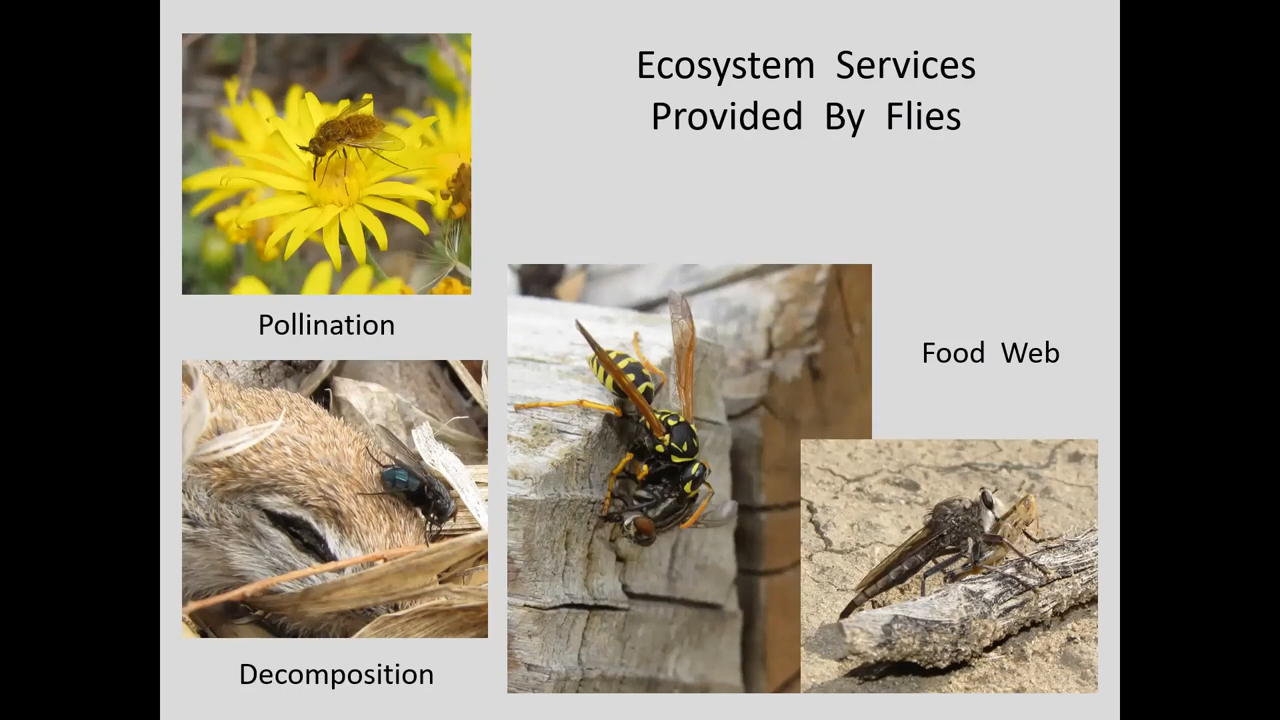 Ecosystem Services
Provided By Flies
Pollination
Food Web
Decomposition